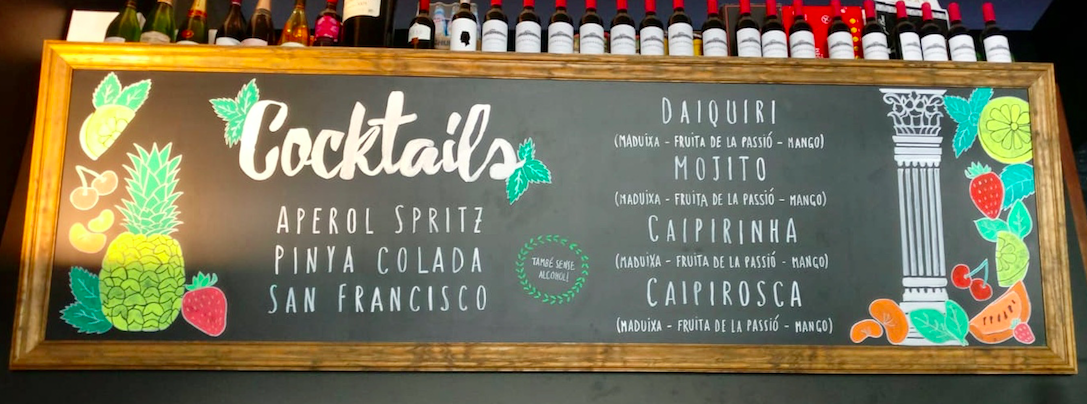 Cocktails
APEROL SPRITZ
PINYA COLADA
SAN FRANCISCO
TAMBÉ SENSE
ALCOHOL!
DAIQUIRI
(MADUIXA - FRUITA DE LA PASSIÓ - MANGO)
MOJITO
(MADUIXA - FRUITA DE LA PASSIÓ - MANGO)
CAIPIRINHA
(MADUIXA - FRUITA DE LA PASSIÓ - MANGO)
CAIPIROSCA
(MADUIXA - FRUITA DE LA PASSIÓ - MANGO)